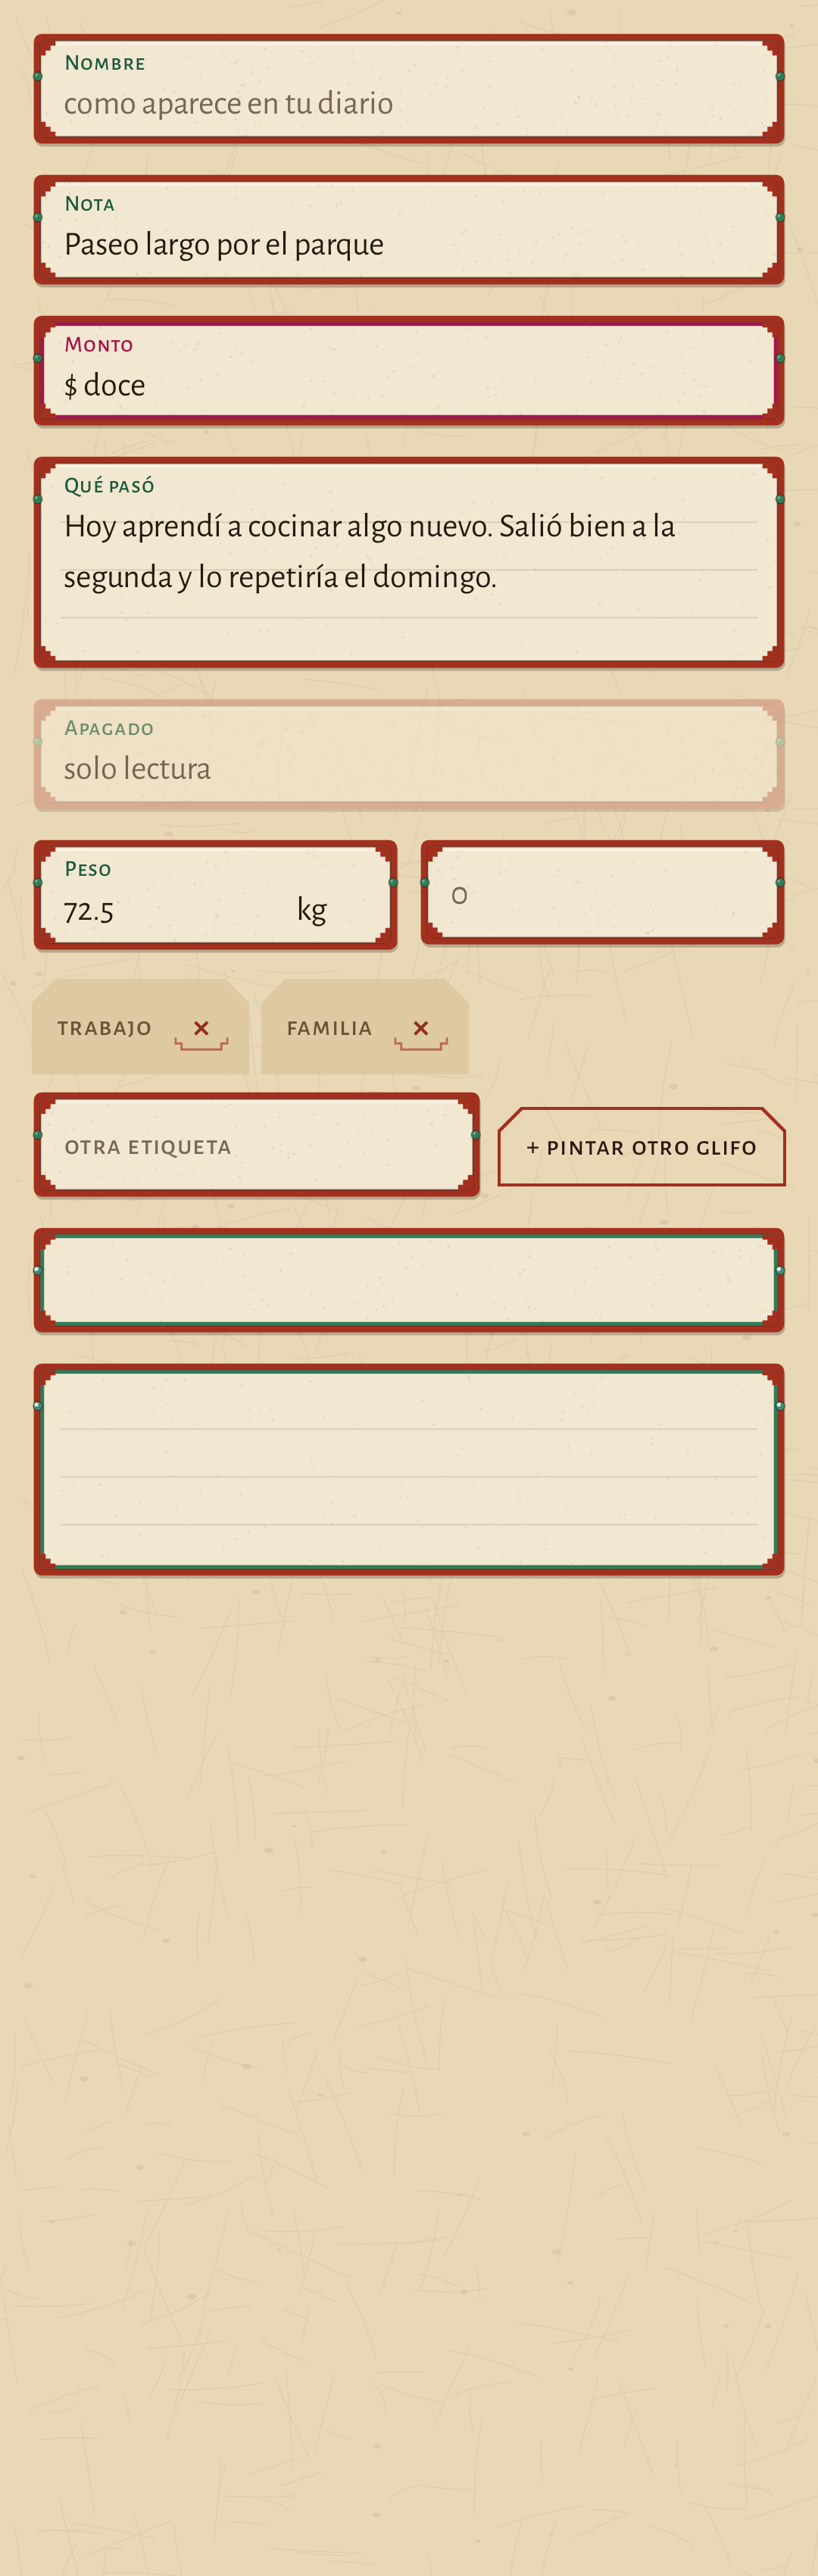 Nombre
como aparece en tu diario
Nota
Paseo largo por el parque
Monto
$ doce
Qué pasó
Hoy aprendí a cocinar algo nuevo. Salió bien a la
segunda y lo repetiría el domingo.
Apagado
solo lectura
Peso
72.5 kg
0
TRABAJO ×
FAMILIA ×
OTRA ETIQUETA
+ PINTAR OTRO GLIFO